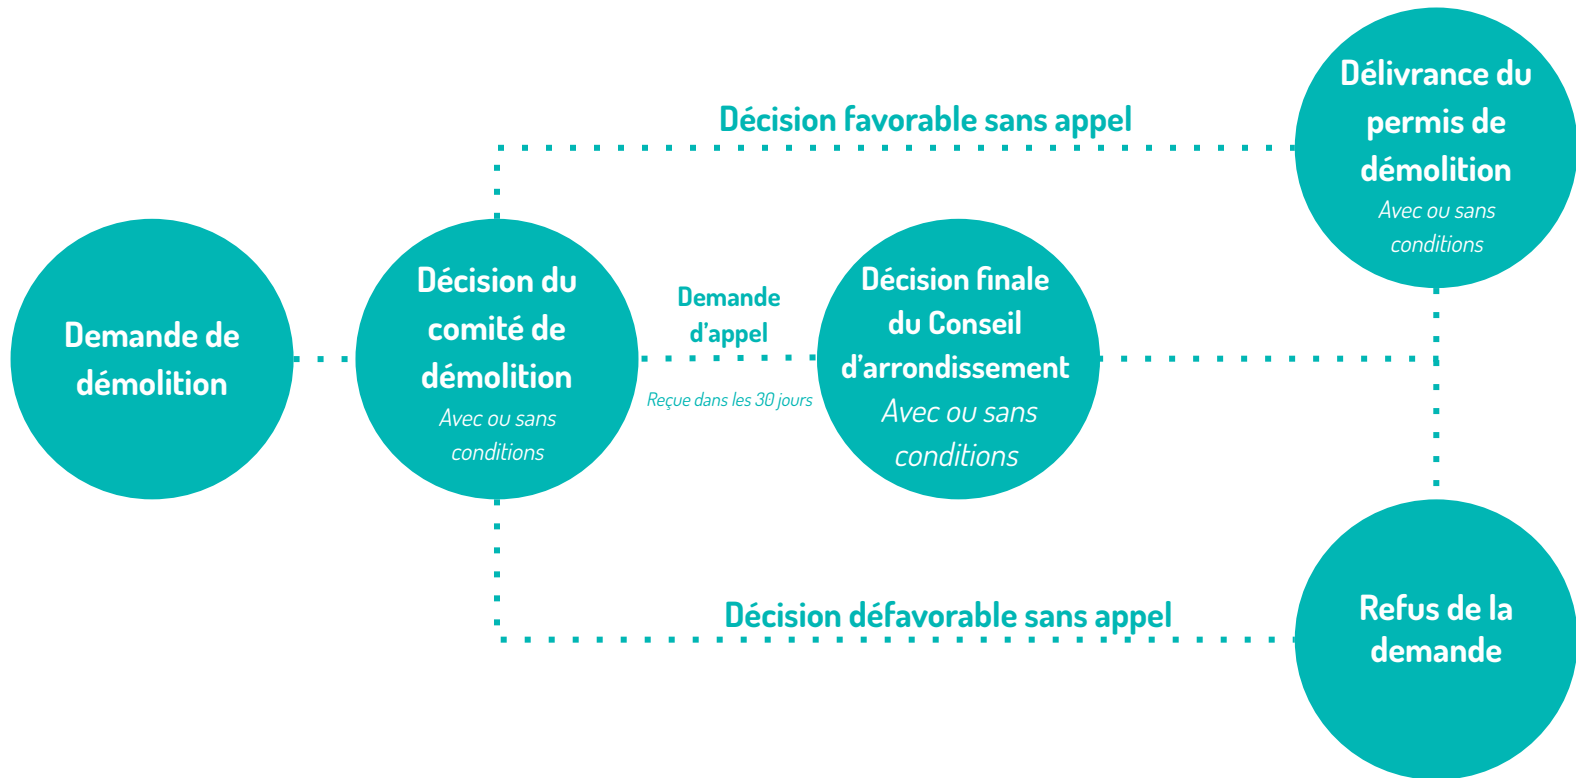 Demande de
démolition
Décision du
comité de
démolition
Avec ou sans
conditions
Décision favorable sans appel
Demande
d'appel
Reçue dans les 30 jours
Décision défavorable sans appel
Décision finale
du Conseil
d'arrondissement
Avec ou sans
conditions
Délivrance du
permis de
démolition
Avec ou sans
conditions
Refus de la
demande